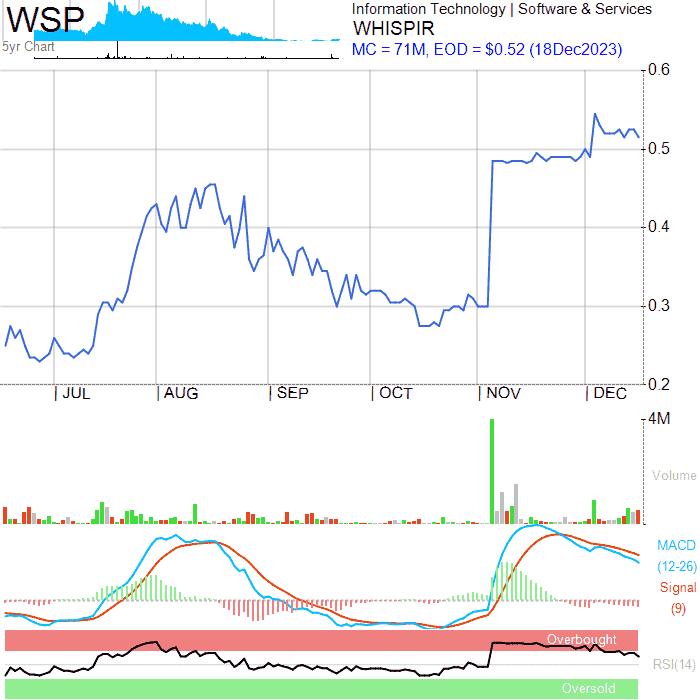 WSP
5yr Chart
Information Technology | Software & Services
WHISPIR
MC = 71M, EOD = $0.52 (18Dec2023)
0.6
0.5
0.4
0.3
0.2
JUL AUG SEP OCT NOV DEC
4M
Volume
MACD
(12-26)
Signal
(9)
Overbought
RSI(14)
Oversold